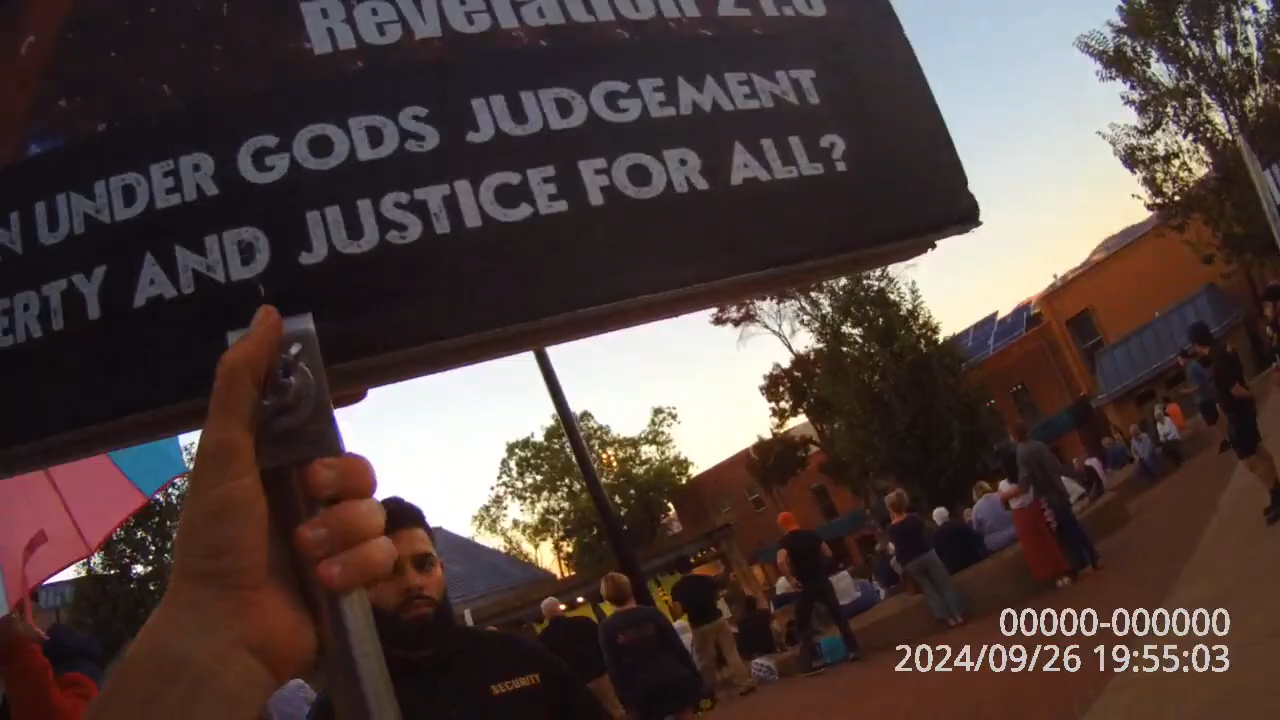 Revelation 21:8
UNDER GODS JUDGEMENT
AND JUSTICE FOR ALL?
SECURITY
00000-000000
2024/09/26 19:55:03